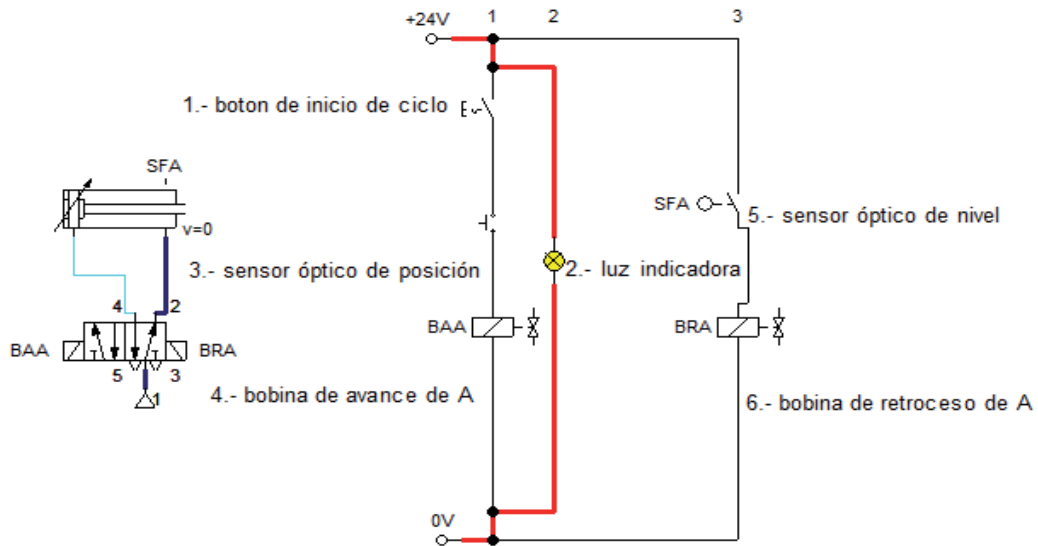 +24V
1
2
3
1.- boton de inicio de ciclo
SFA
SFA
5.- sensor óptico de nivel
v=0
3.- sensor óptico de posición
2.- luz indicadora
4
2
BAA
BRA
BAA
BRA
5
3
1
4.- bobina de avance de A
6.- bobina de retroceso de A
0V